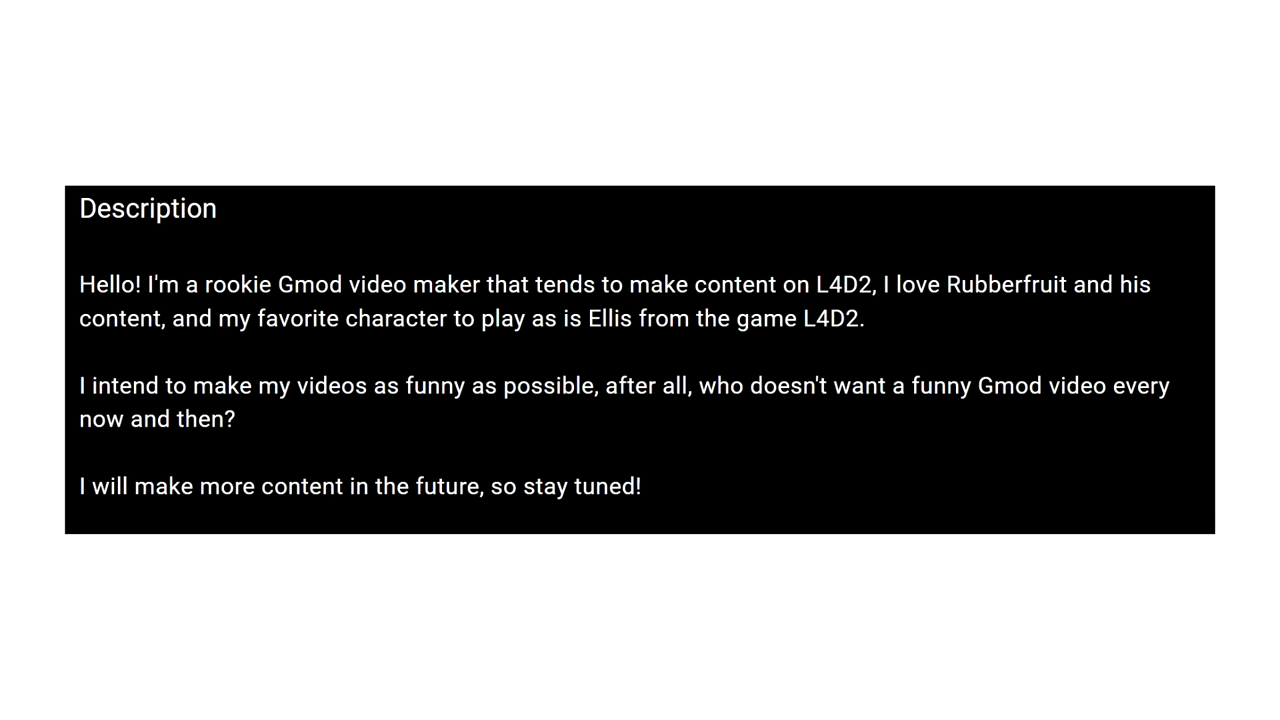 Description
Hello! I'm a rookie Gmod video maker that tends to make content on L4D2, I love Rubberfruit and his
content, and my favorite character to play as is Ellis from the game L4D2.
I intend to make my videos as funny as possible, after all, who doesn't want a funny Gmod video every
now and then?
I will make more content in the future, so stay tuned!